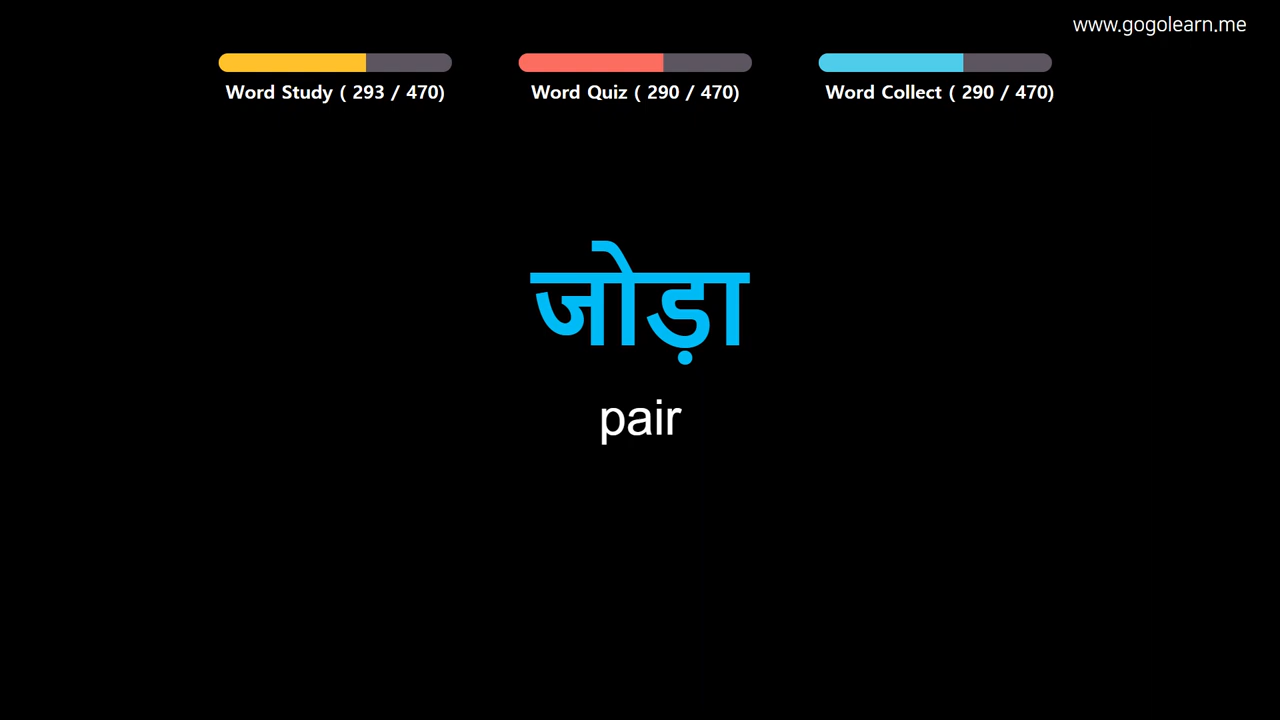 www.gogolearn.me
Word Study ( 293 / 470)
Word Quiz ( 290 / 470)
Word Collect ( 290 / 470)
जोड़ा
pair